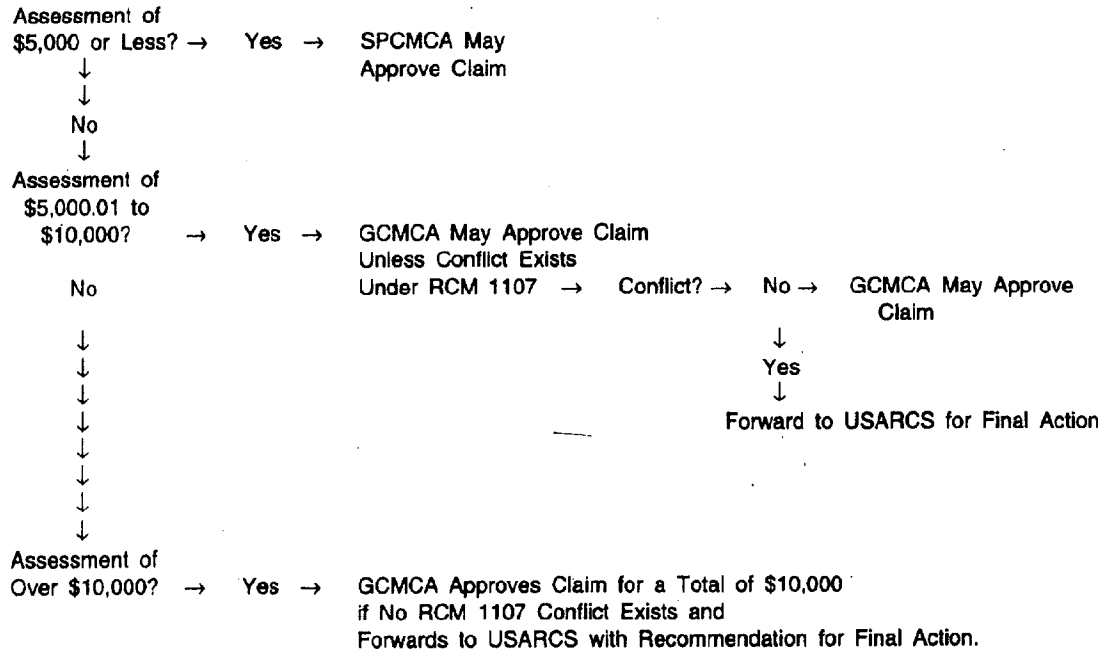 Assessment of
$5,000 or Less? → Yes → SPCMCA May
↓ Approve Claim
↓
No
↓
Assessment of
$5,000.01 to
$10,000? → Yes → GCMCA May Approve Claim
Unless Conflict Exists
No Under RCM 1107 → Conflict? → No → GCMCA May Approve
Claim
↓ ↓
↓ Yes
↓ ↓
↓ Forward to USARCS for Final Action
↓
↓
↓
↓
Assessment of
Over $10,000? → Yes → GCMCA Approves Claim for a Total of $10,000
if No RCM 1107 Conflict Exists and
Forwards to USARCS with Recommendation for Final Action.